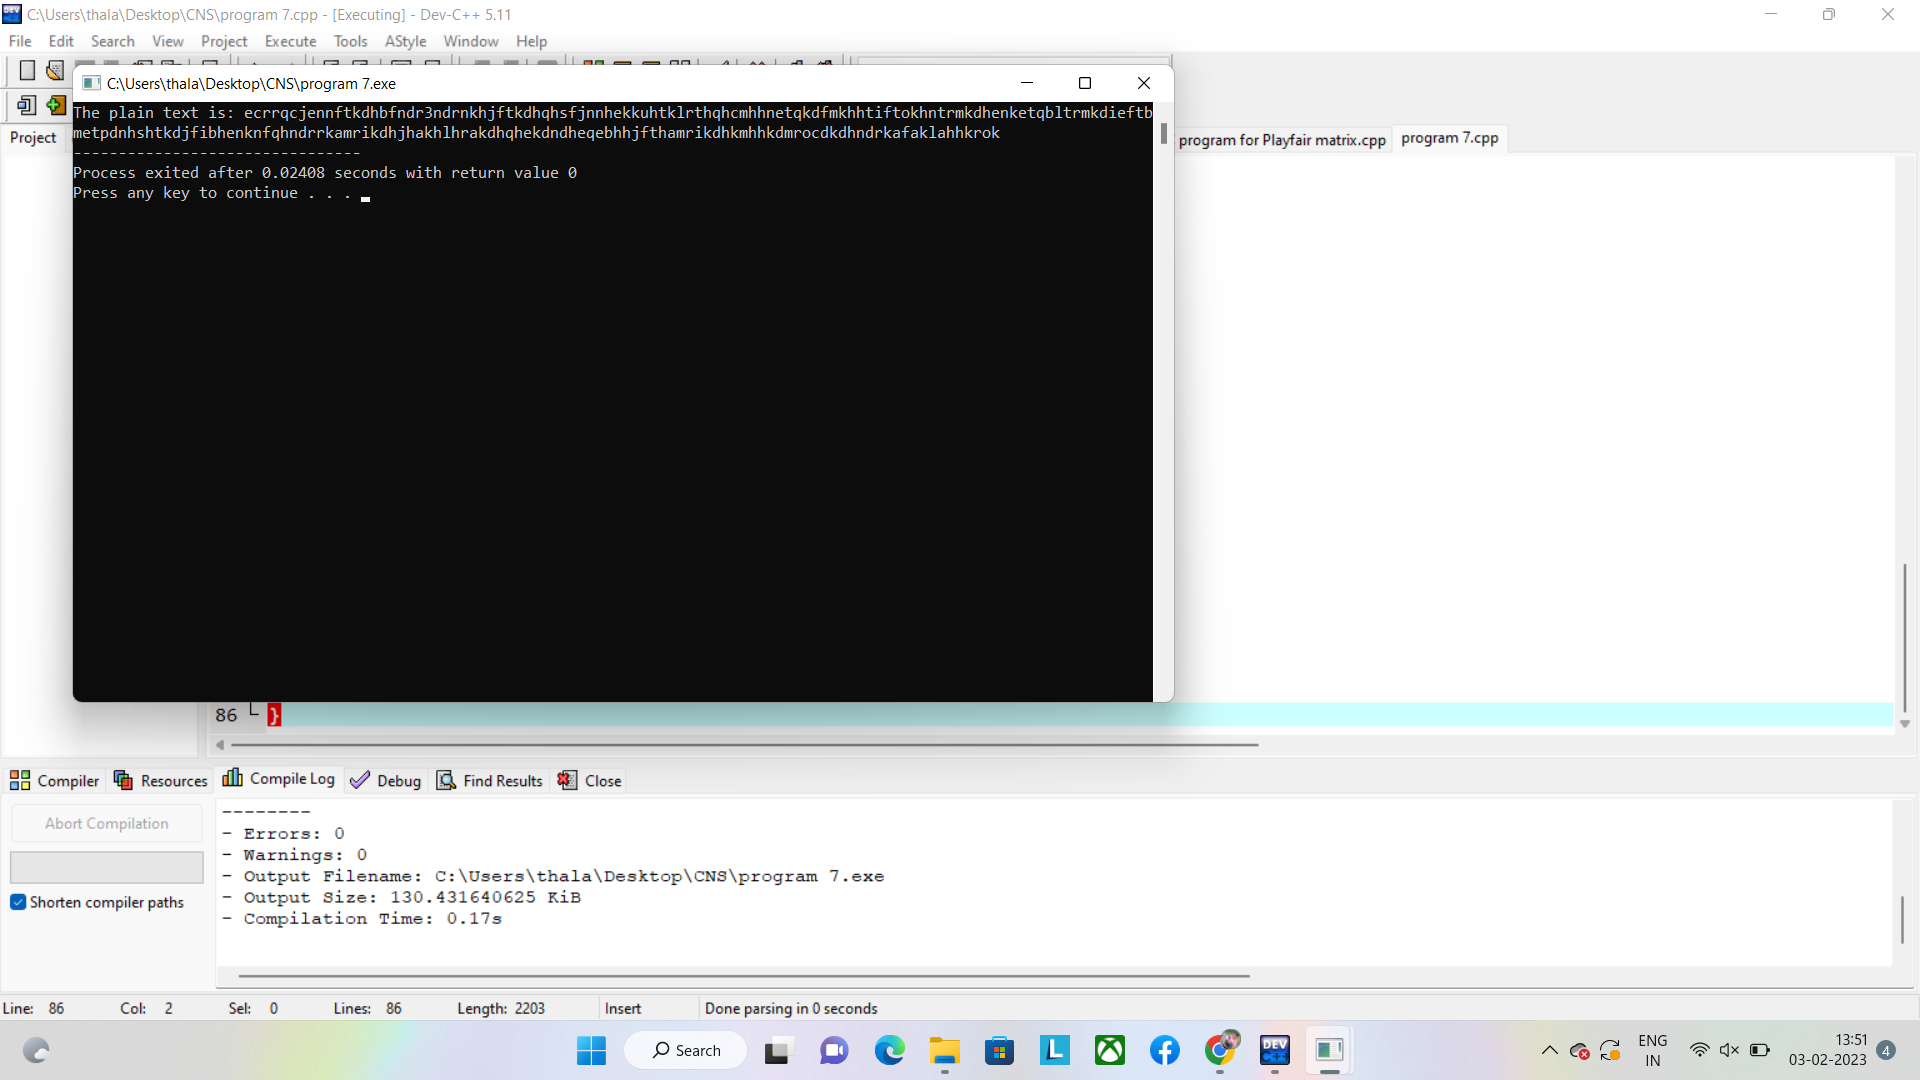 C:\Users\thala\Desktop\CNS\program 7.cpp - [Executing] - Dev-C++ 5.11
File Edit Search View Project Execute Tools AStyle Window Help
C:\Users\thala\Desktop\CNS\program 7.exe
The plain text is: ecrrqcjennftkdhbfndr3ndrnkhjftkdhqhsfjnnhekkuhtklrthqhcmhhnetqkdfmkhhtiftokhntrmkdhenketqbltrmkdieftb
metpdnhshtkdjfibhenknfqhndrrkamrikdhjhakhlhrakdhqhekdndheqebhhjfthamrikdhkmhhkdmrocdkdhndrkafaklahhkrok
--------------------------------
Process exited after 0.02408 seconds with return value 0
Press any key to continue . . .
Project
program for Playfair matrix.cpp program 7.cpp
86 }
Compiler Resources Compile Log Debug Find Results Close
Abort Compilation
Shorten compiler paths
--------
- Errors: 0
- Warnings: 0
- Output Filename: C:\Users\thala\Desktop\CNS\program 7.exe
- Output Size: 130.431640625 KiB
- Compilation Time: 0.17s
Line: 86 Col: 2 Sel: 0 Lines: 86 Length: 2203 Insert Done parsing in 0 seconds
Search
DEV
C++
L
ENG
IN
13:51
03-02-2023
4